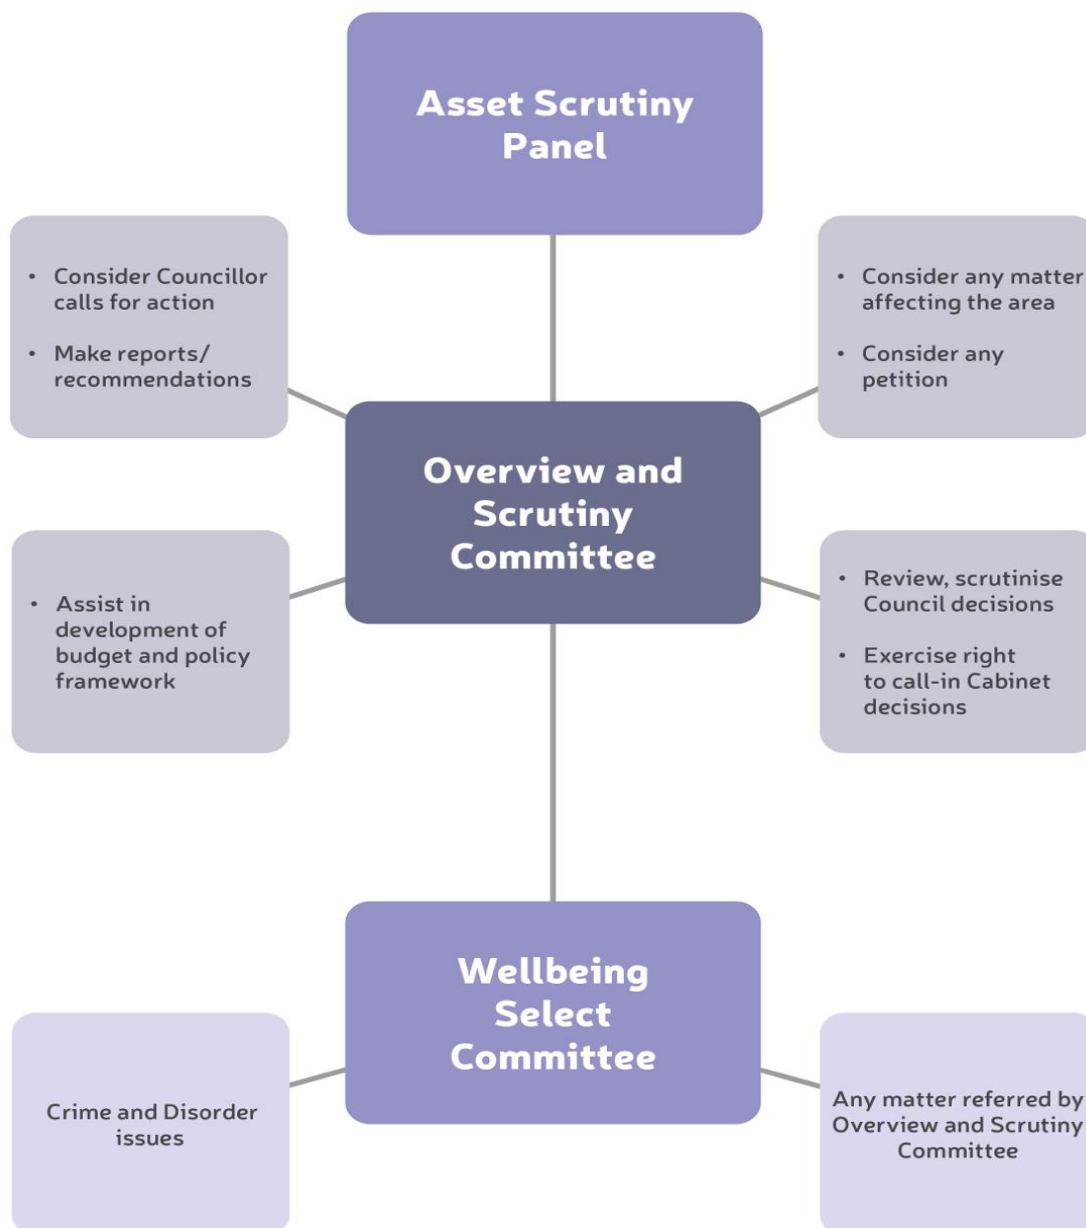 Asset Scrutiny
Panel
• Consider Councillor
calls for action
• Make reports/
recommendations
• Consider any matter
affecting the area
• Consider any
petition
Overview and
Scrutiny
Committee
• Assist in
development of
budget and policy
framework
• Review, scrutinise
Council decisions
• Exercise right
to call-in Cabinet
decisions
Wellbeing
Select
Committee
Crime and Disorder
issues
Any matter referred by
Overview and Scrutiny
Committee